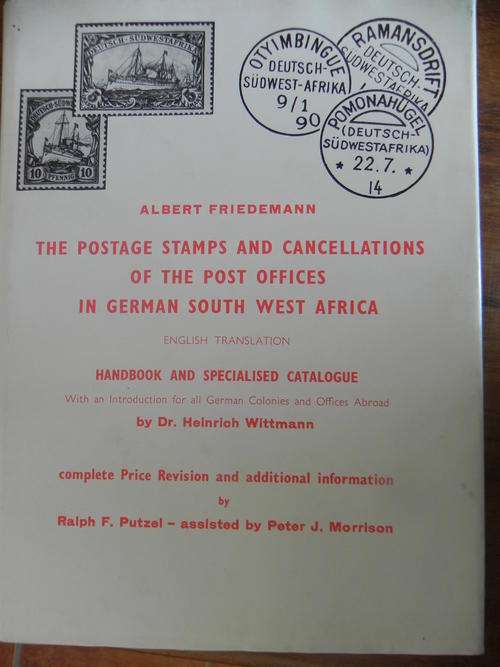 DEUTSCH-SÜDWESTAFRIKA
10
10
PFENNIG
OTYIMBINGUE
DEUTSCH-
SÜDWEST-AFRIKA
9/1
90
RAMANSDRIFT
DEUTSCH
SÜDWESTAFRIKA
POMONAHÜGEL
(DEUTSCH-
SÜDWESTAFRIKA)
* 22.7. *
14
ALBERT FRIEDEMANN
THE POSTAGE STAMPS AND CANCELLATIONS
OF THE POST OFFICES
IN GERMAN SOUTH WEST AFRICA
ENGLISH TRANSLATION
HANDBOOK AND SPECIALISED CATALOGUE
With an Introduction for all German Colonies and Offices Abroad
by Dr. Heinrich Wittmann
complete Price Revision and additional information
by
Ralph F. Putzel – assisted by Peter J. Morrison